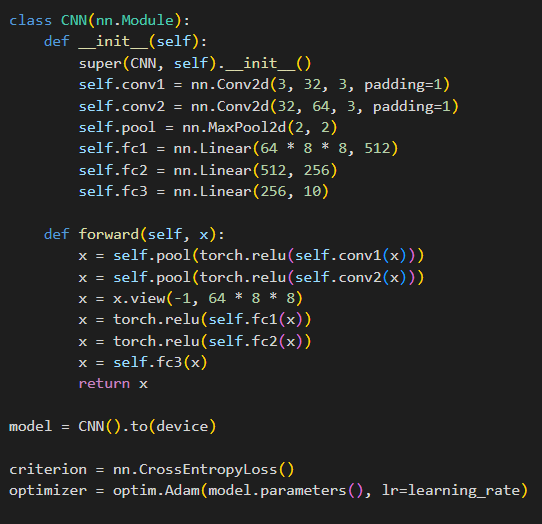 class CNN(nn.Module):
    def __init__(self):
        super(CNN, self).__init__()
        self.conv1 = nn.Conv2d(3, 32, 3, padding=1)
        self.conv2 = nn.Conv2d(32, 64, 3, padding=1)
        self.pool = nn.MaxPool2d(2, 2)
        self.fc1 = nn.Linear(64 * 8 * 8, 512)
        self.fc2 = nn.Linear(512, 256)
        self.fc3 = nn.Linear(256, 10)

    def forward(self, x):
        x = self.pool(torch.relu(self.conv1(x)))
        x = self.pool(torch.relu(self.conv2(x)))
        x = x.view(-1, 64 * 8 * 8)
        x = torch.relu(self.fc1(x))
        x = torch.relu(self.fc2(x))
        x = self.fc3(x)
        return x

model = CNN().to(device)

criterion = nn.CrossEntropyLoss()
optimizer = optim.Adam(model.parameters(), lr=learning_rate)